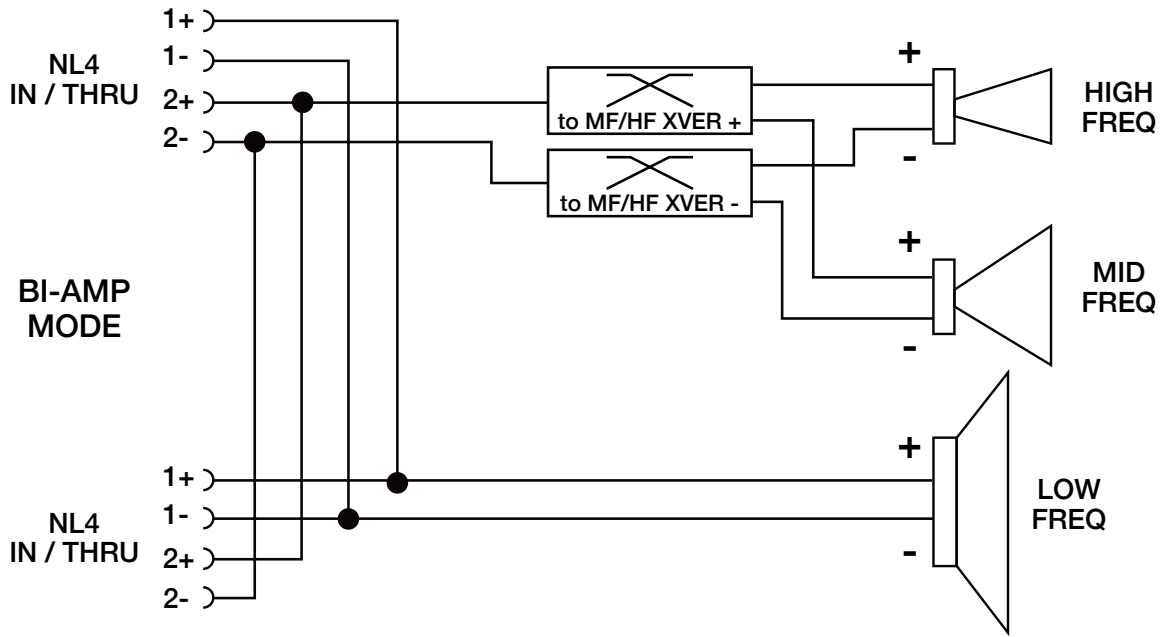 NL4
IN / THRU
1+
1-
2+
2-
to MF/HF XVER +
to MF/HF XVER -
+
-
HIGH
FREQ
+
-
MID
FREQ
BI-AMP
MODE
NL4
IN / THRU
1+
1-
2+
2-
+
-
LOW
FREQ